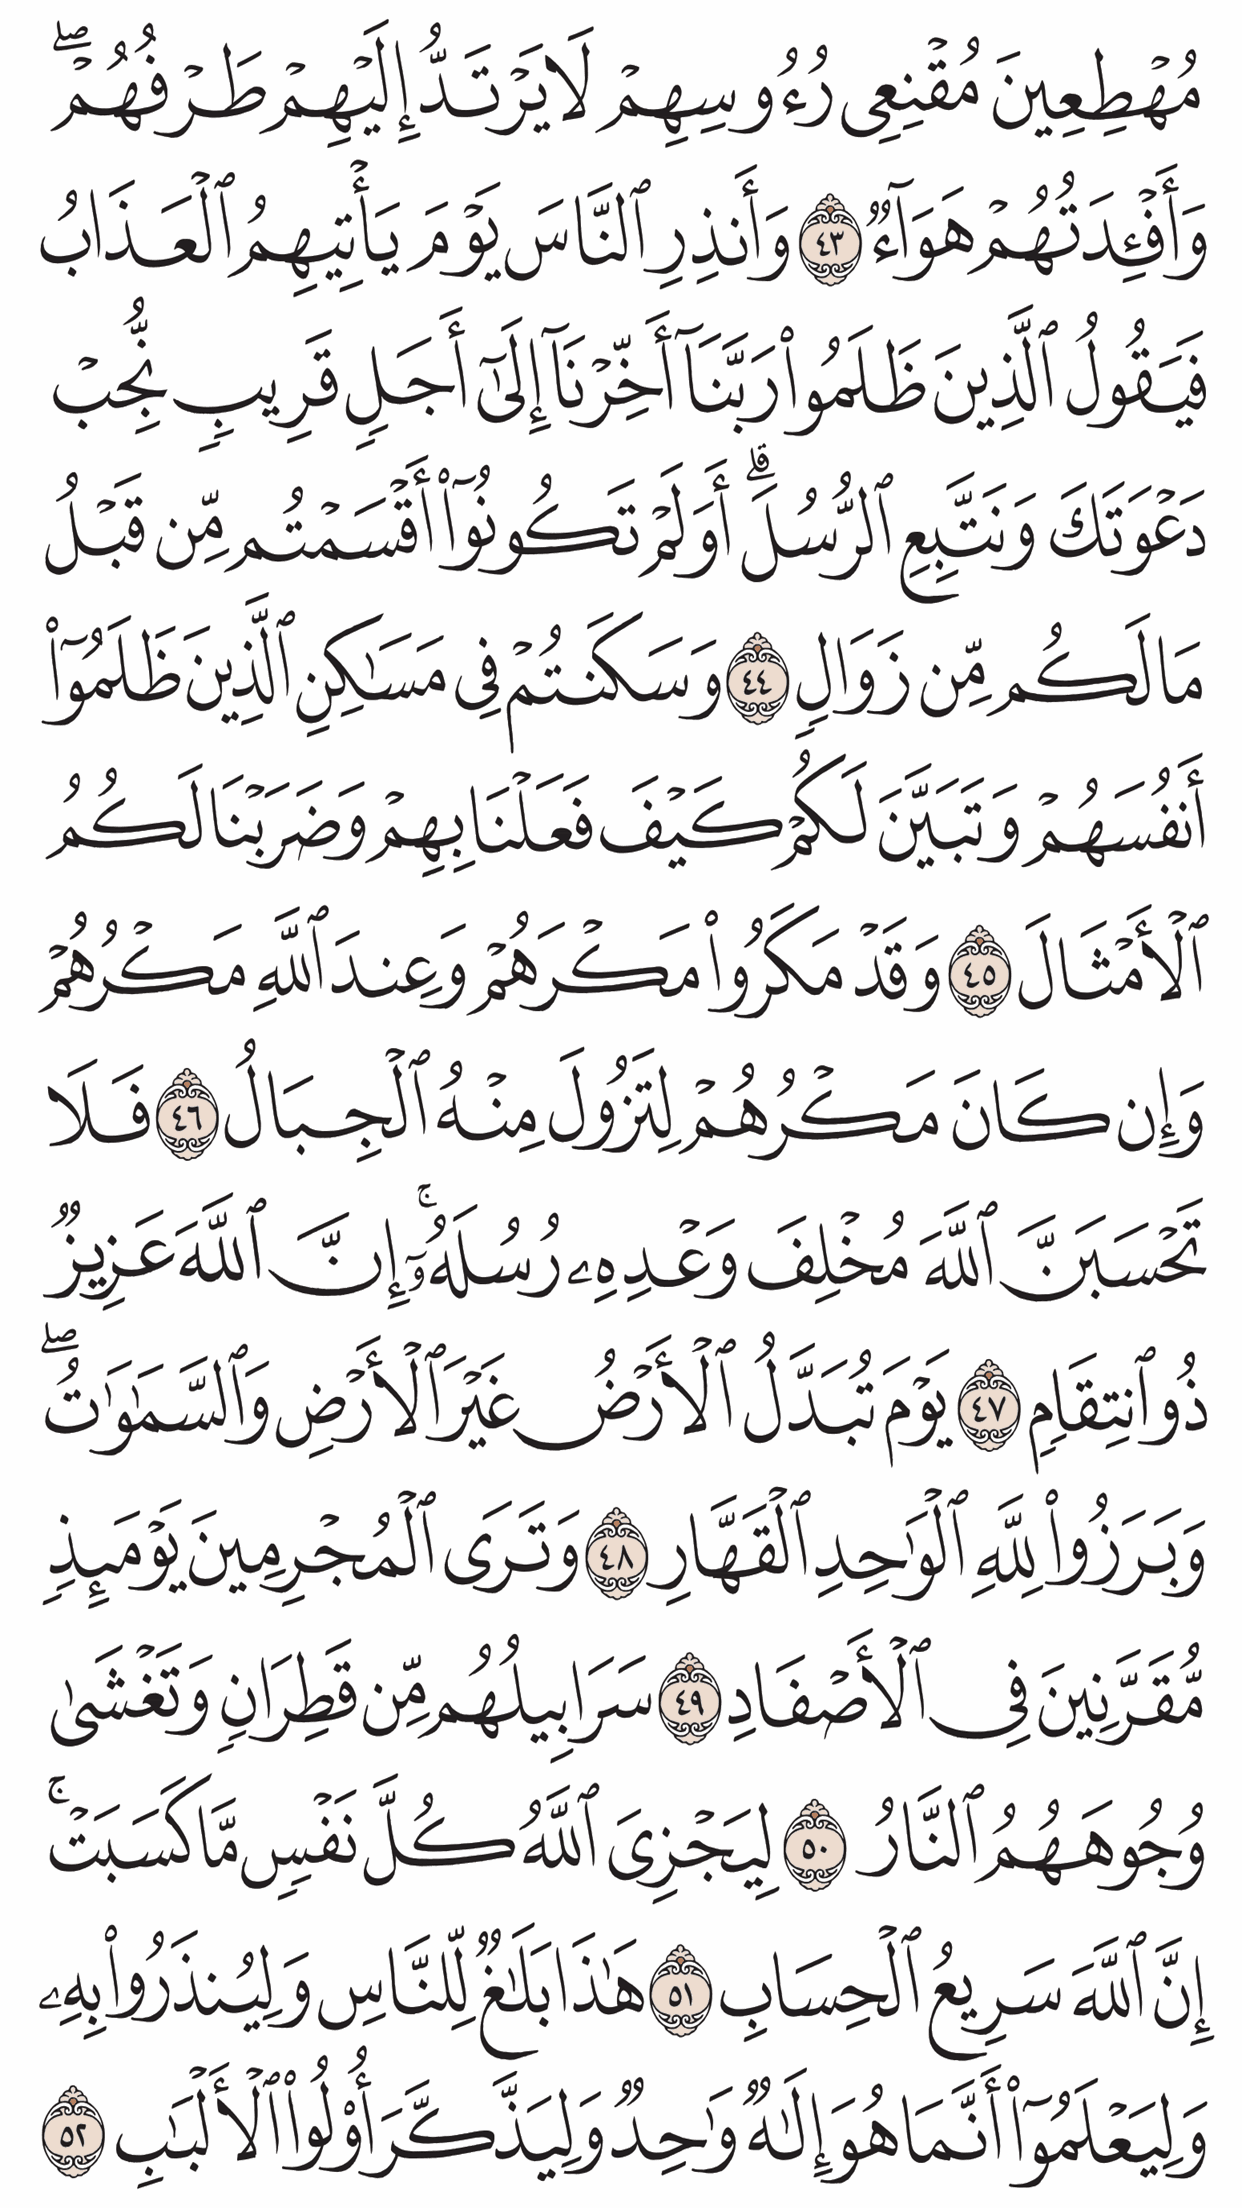 مُهۡطِعِينَ مُقۡنِعِي رُءُوسِهِمۡ لَا يَرۡتَدُّ إِلَيۡهِمۡ طَرۡفُهُمۡۖ
وَأَفۡـِٔدَتُهُمۡ هَوَآءٞ ٤٣ وَأَنذِرِ ٱلنَّاسَ يَوۡمَ يَأۡتِيهِمُ ٱلۡعَذَابُ
فَيَقُولُ ٱلَّذِينَ ظَلَمُواْ رَبَّنَآ أَخِّرۡنَآ إِلَىٰٓ أَجَلٖ قَرِيبٖ نُّجِبۡ
دَعۡوَتَكَ وَنَتَّبِعِ ٱلرُّسُلَۗ أَوَلَمۡ تَكُونُوٓاْ أَقۡسَمۡتُم مِّن قَبۡلُ
مَا لَكُم مِّن زَوَالٖ ٤٤ وَسَكَنتُمۡ فِي مَسَٰكِنِ ٱلَّذِينَ ظَلَمُوٓاْ
أَنفُسَهُمۡ وَتَبَيَّنَ لَكُمۡ كَيۡفَ فَعَلۡنَا بِهِمۡ وَضَرَبۡنَا لَكُمُ
ٱلۡأَمۡثَالَ ٤٥ وَقَدۡ مَكَرُواْ مَكۡرَهُمۡ وَعِندَ ٱللَّهِ مَكۡرُهُمۡ
وَإِن كَانَ مَكۡرُهُمۡ لِتَزُولَ مِنۡهُ ٱلۡجِبَالُ ٤٦ فَلَا
تَحۡسَبَنَّ ٱللَّهَ مُخۡلِفَ وَعۡدِهِۦ رُسُلَهُۥٓۚ إِنَّ ٱللَّهَ عَزِيزٞ
ذُو ٱنتِقَامٖ ٤٧ يَوۡمَ تُبَدَّلُ ٱلۡأَرۡضُ غَيۡرَ ٱلۡأَرۡضِ وَٱلسَّمَٰوَٰتُۖ
وَبَرَزُواْ لِلَّهِ ٱلۡوَٰحِدِ ٱلۡقَهَّارِ ٤٨ وَتَرَى ٱلۡمُجۡرِمِينَ يَوۡمَئِذٖ
مُّقَرَّنِينَ فِي ٱلۡأَصۡفَادِ ٤٩ سَرَابِيلُهُم مِّن قَطِرَانٖ وَتَغۡشَىٰ
وُجُوهَهُمُ ٱلنَّارُ ٥٠ لِيَجۡزِيَ ٱللَّهُ كُلَّ نَفۡسٖ مَّا كَسَبَتۡۚ
إِنَّ ٱللَّهَ سَرِيعُ ٱلۡحِسَابِ ٥١ هَٰذَا بَلَٰغٞ لِّلنَّاسِ وَلِيُنذَرُواْ بِهِۦ
وَلِيَعۡلَمُوٓاْ أَنَّمَا هُوَ إِلَٰهٞ وَٰحِدٞ وَلِيَذَّكَّرَ أُوْلُواْ ٱلۡأَلۡبَٰبِ ٥٢